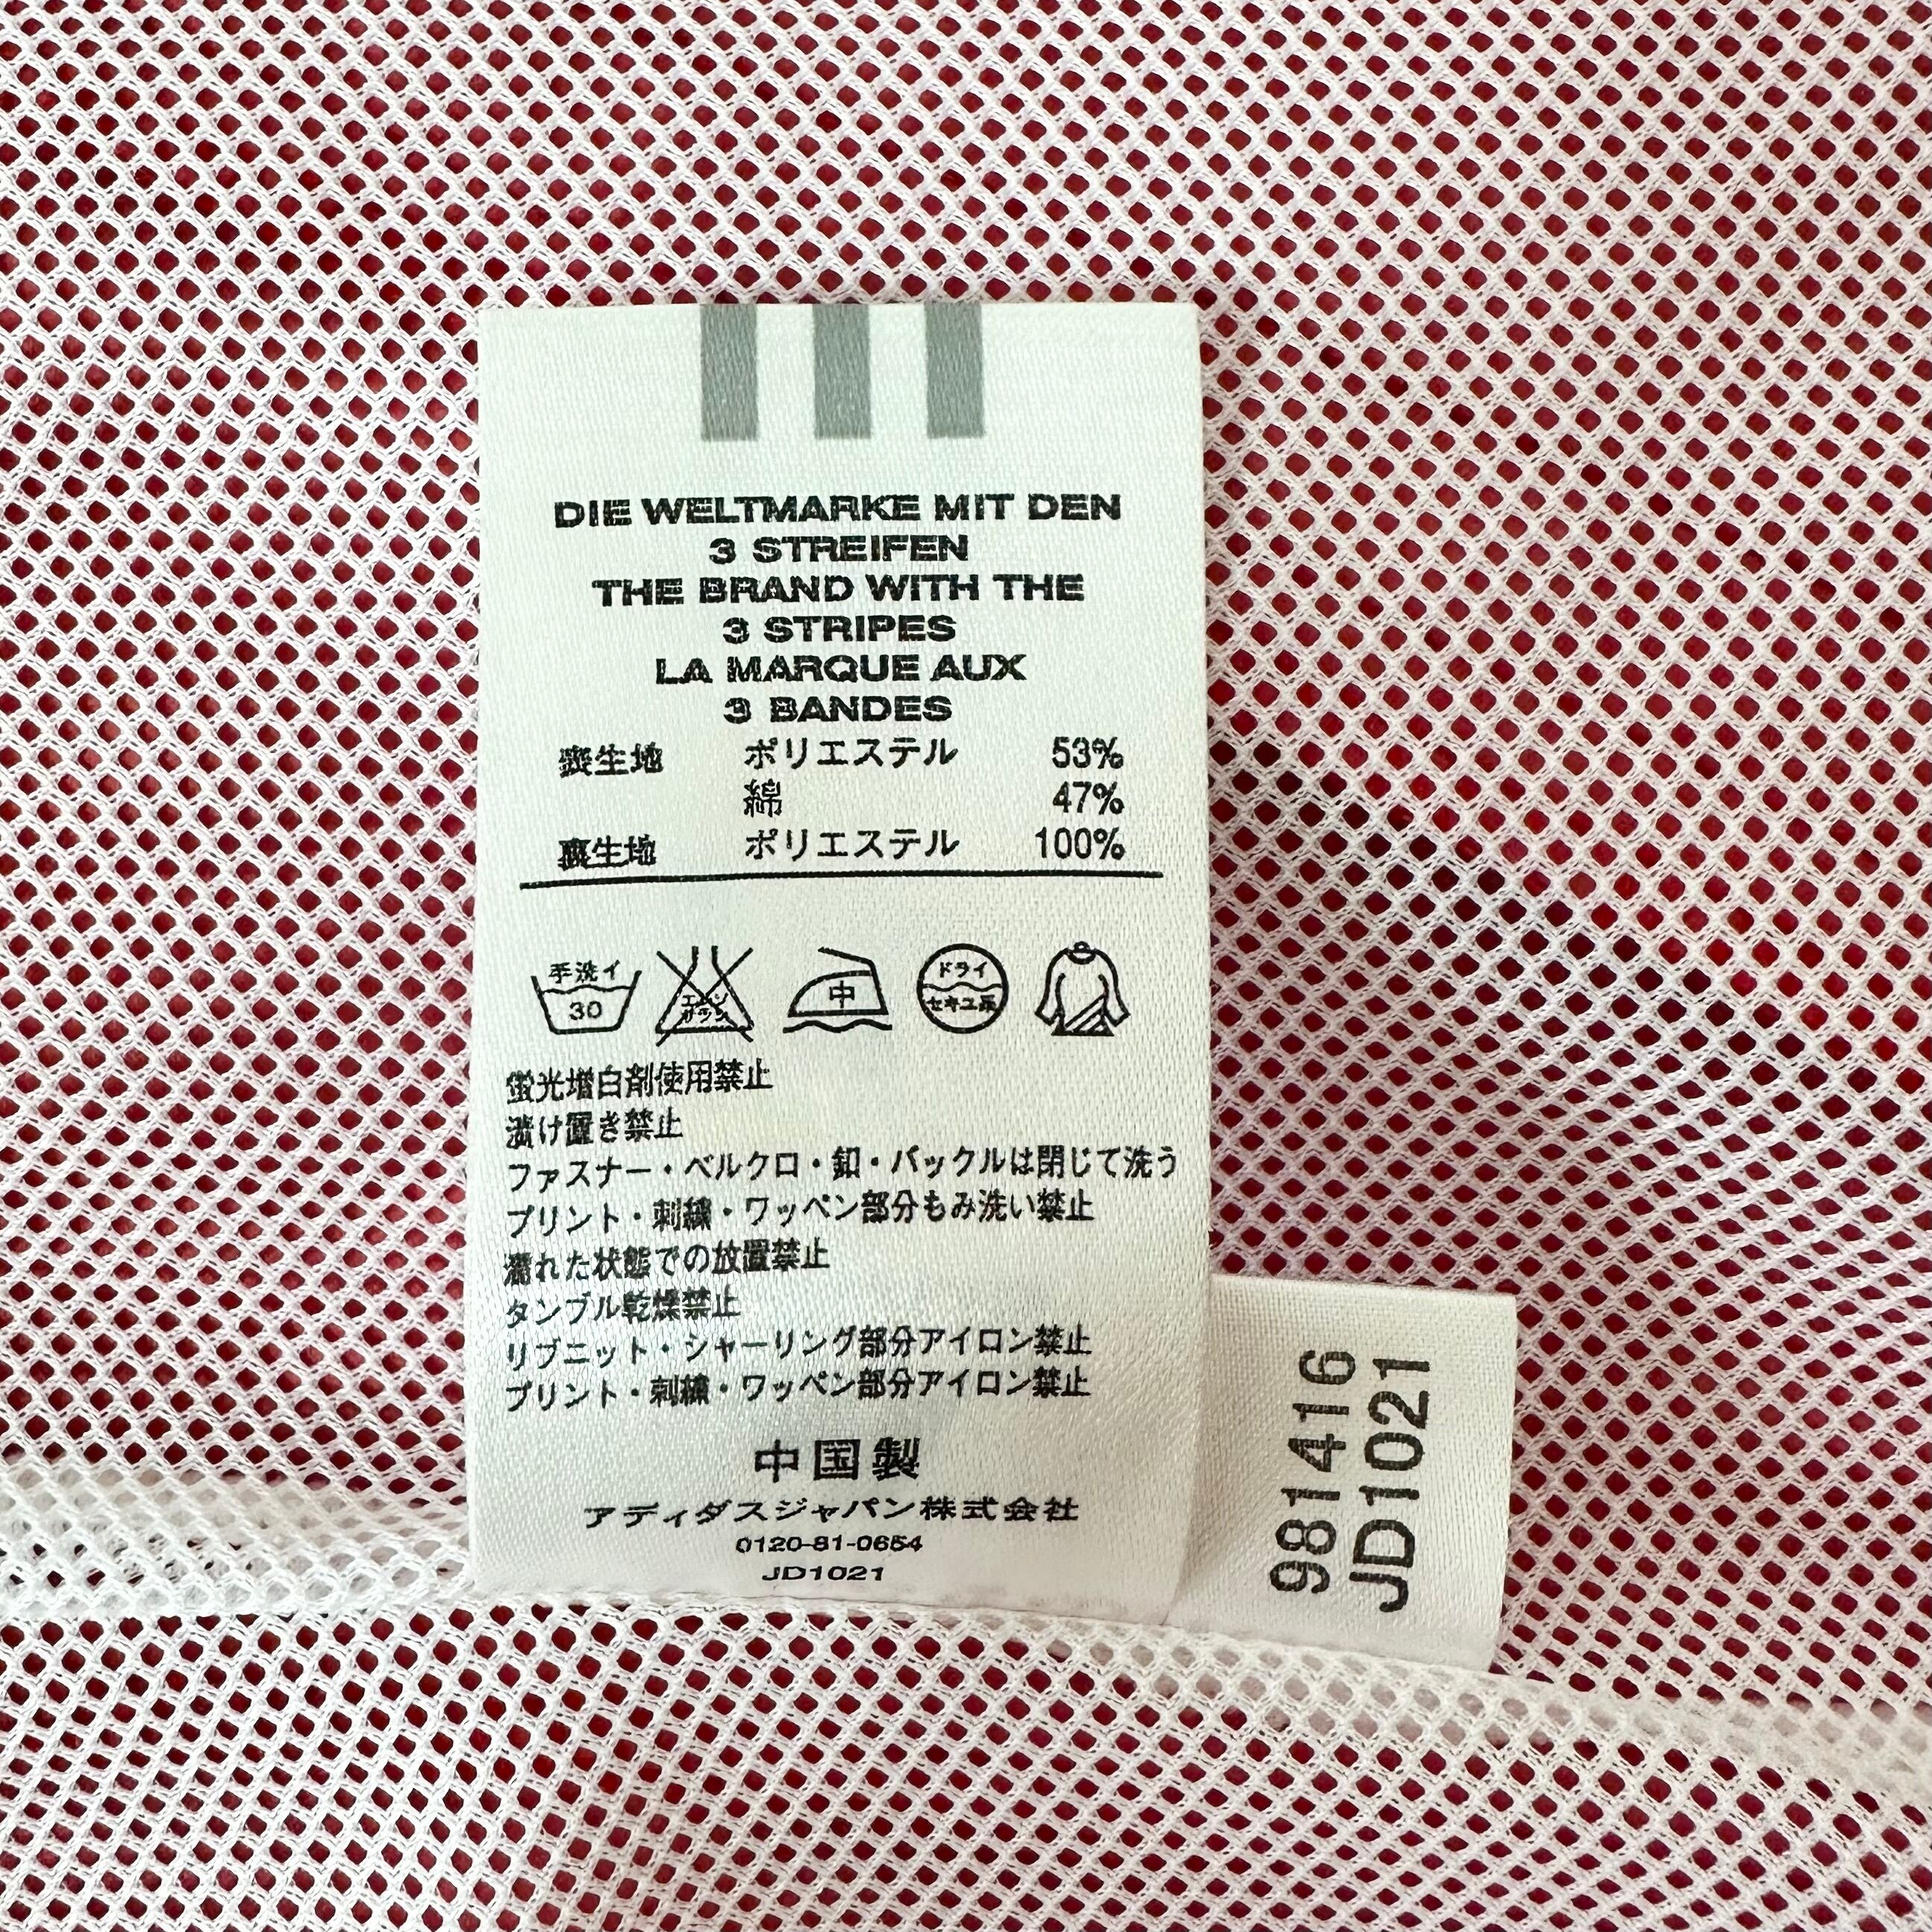 DIE WELTMARKE MIT DEN
3 STREIFEN
THE BRAND WITH THE
3 STRIPES
LA MARQUE AUX
3 BANDES
表生地 ポリエステル 53%
綿 47%
裏生地 ポリエステル 100%
手洗イ 30
エンソ サラシ
中
ドライ セキユ系
蛍光増白剤使用禁止
漬け置き禁止
ファスナー・ベルクロ・釦・バックルは閉じて洗う
プリント・刺繍・ワッペン部分もみ洗い禁止
濡れた状態での放置禁止
タンブル乾燥禁止
リブニット・シャーリング部分アイロン禁止
プリント・刺繍・ワッペン部分アイロン禁止
中国製
アディダスジャパン株式会社
0120-81-0654
JD1021
981416
JD1021